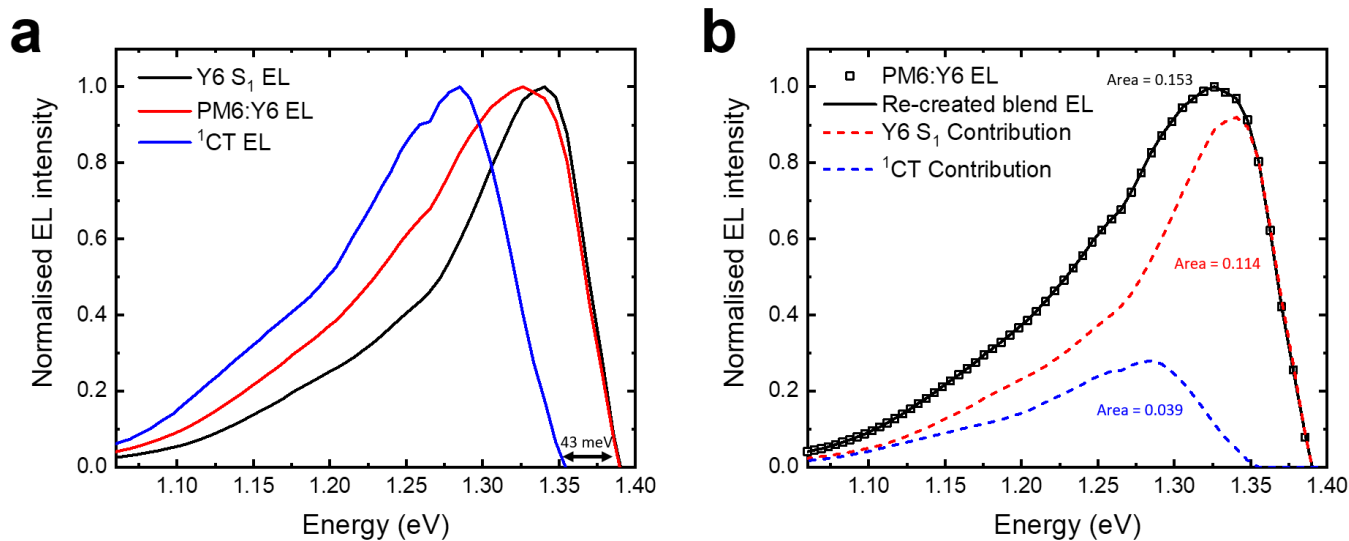 a
Y6 S₁ EL
PM6:Y6 EL
¹CT EL
43 meV
1.0
0.8
0.6
0.4
0.2
0.0
1.10 1.15 1.20 1.25 1.30 1.35 1.40
Normalised EL intensity
Energy (eV)
b
PM6:Y6 EL
Re-created blend EL
Y6 S₁ Contribution
¹CT Contribution
Area = 0.153
Area = 0.114
Area = 0.039
1.0
0.8
0.6
0.4
0.2
0.0
1.10 1.15 1.20 1.25 1.30 1.35 1.40
Normalised EL intensity
Energy (eV)